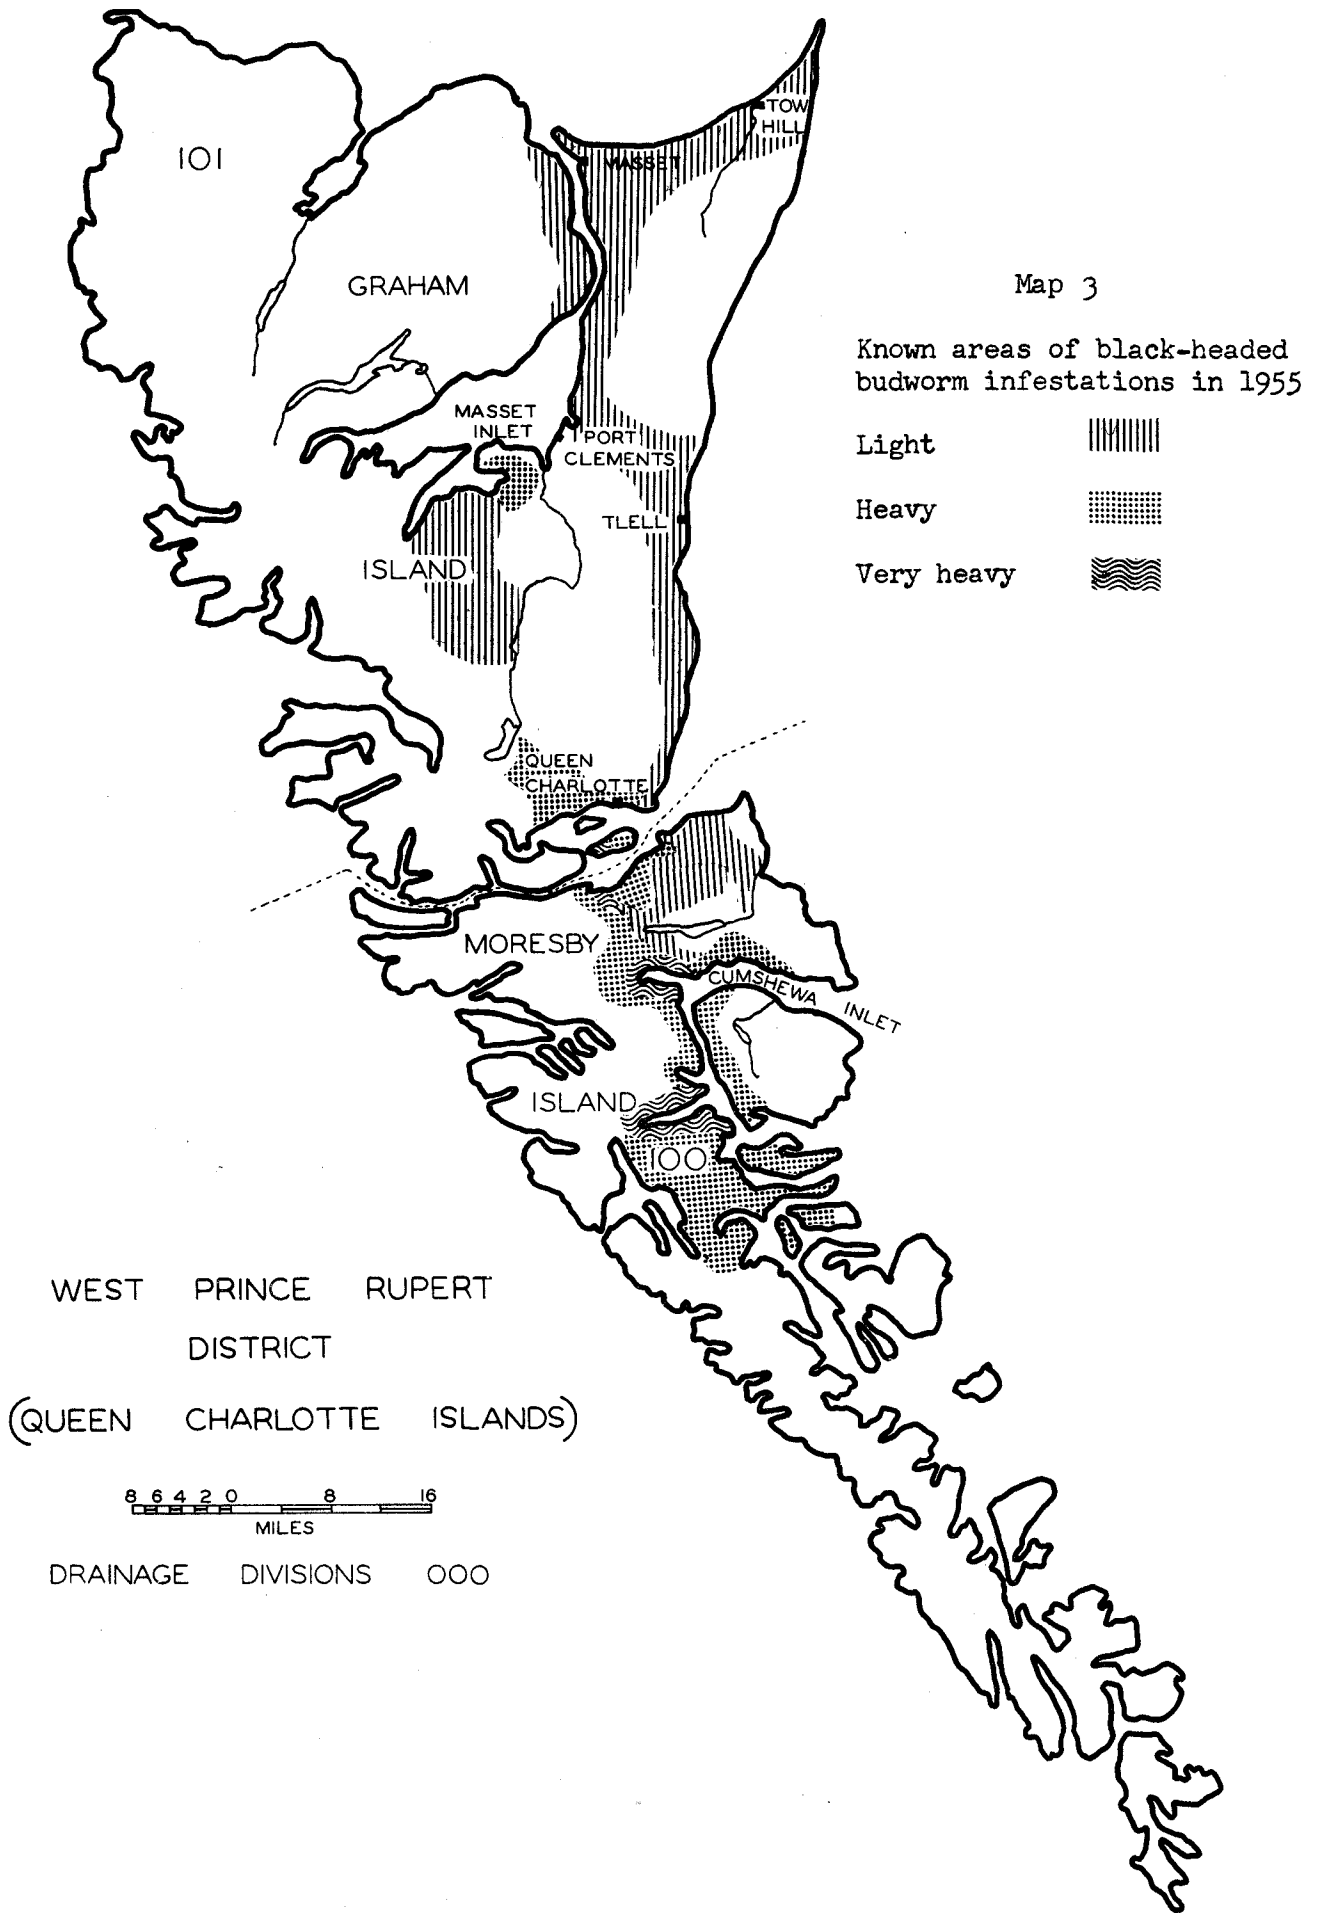 TOW
HILL
MASSET
101
GRAHAM
Map 3
Known areas of black-headed
budworm infestations in 1955
Light
Heavy
Very heavy
MASSET
INLET
PORT
CLEMENTS
TLELL
ISLAND
QUEEN
CHARLOTTE
MORESBY
CUMSHEWA INLET
ISLAND
100
WEST PRINCE RUPERT
DISTRICT
(QUEEN CHARLOTTE ISLANDS)
8 6 4 2 0 8 16
MILES
DRAINAGE DIVISIONS 000